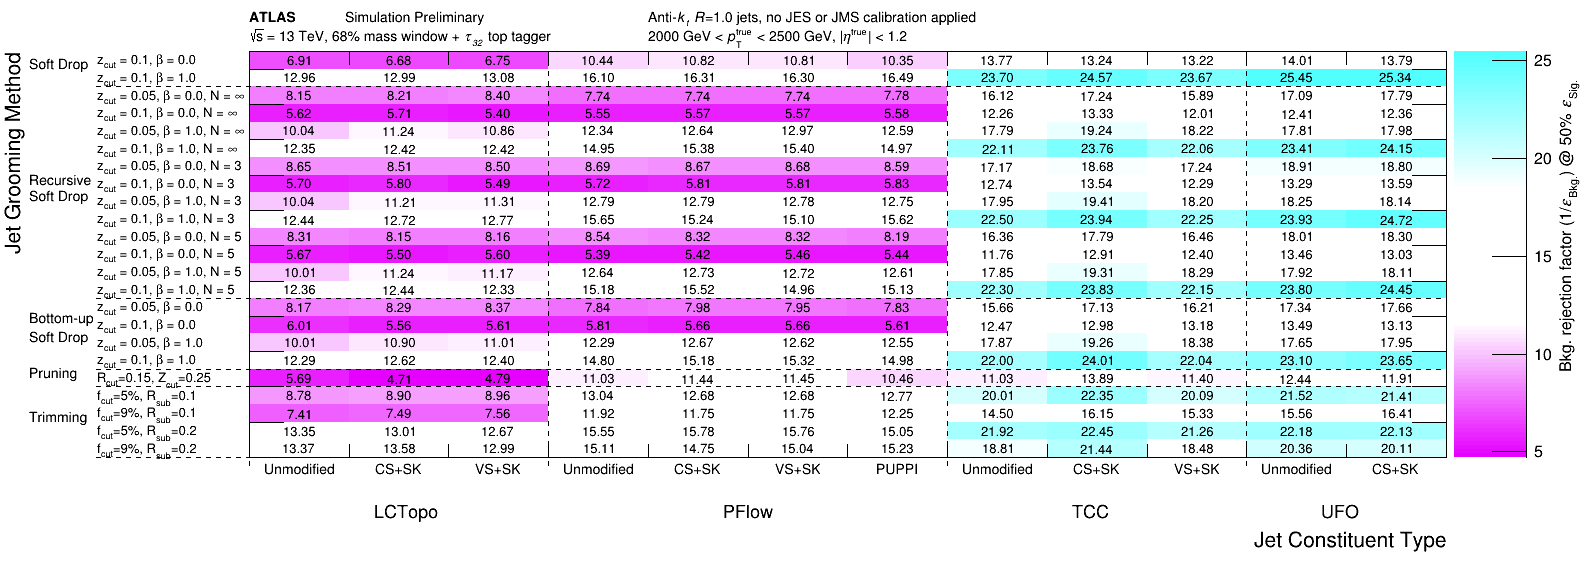 ATLAS Simulation Preliminary Anti-k_t R=1.0 jets, no JES or JMS calibration applied
√s = 13 TeV, 68% mass window + τ_32 top tagger 2000 GeV < p_T^true < 2500 GeV, |η^true| < 1.2
Jet Grooming Method
Soft Drop
z_cut = 0.1, β = 0.0 6.91 6.68 6.75 10.44 10.82 10.81 10.35 13.77 13.24 13.22 14.01 13.79
z_cut = 0.1, β = 1.0 12.96 12.99 13.08 16.10 16.31 16.30 16.49 23.70 24.57 23.67 25.45 25.34
Recursive
Soft Drop
z_cut = 0.05, β = 0.0, N = ∞ 8.15 8.21 8.40 7.74 7.74 7.74 7.78 16.12 17.24 15.89 17.09 17.79
z_cut = 0.1, β = 0.0, N = ∞ 5.62 5.71 5.40 5.55 5.57 5.57 5.58 12.26 13.33 12.01 12.41 12.36
z_cut = 0.05, β = 1.0, N = ∞ 10.04 11.24 10.86 12.34 12.64 12.97 12.59 17.79 19.24 18.22 17.81 17.98
z_cut = 0.1, β = 1.0, N = ∞ 12.35 12.42 12.42 14.95 15.38 15.40 14.97 22.11 23.76 22.06 23.41 24.15
z_cut = 0.05, β = 0.0, N = 3 8.65 8.51 8.50 8.69 8.67 8.68 8.59 17.17 18.68 17.24 18.91 18.80
z_cut = 0.1, β = 0.0, N = 3 5.70 5.80 5.49 5.72 5.81 5.81 5.83 12.74 13.54 12.29 13.29 13.59
z_cut = 0.05, β = 1.0, N = 3 10.04 11.21 11.31 12.79 12.79 12.78 12.75 17.95 19.41 18.20 18.25 18.14
z_cut = 0.1, β = 1.0, N = 3 12.44 12.72 12.77 15.65 15.24 15.10 15.62 22.50 23.94 22.25 23.93 24.72
z_cut = 0.05, β = 0.0, N = 5 8.31 8.15 8.16 8.54 8.32 8.32 8.19 16.36 17.79 16.46 18.01 18.30
z_cut = 0.1, β = 0.0, N = 5 5.67 5.50 5.60 5.39 5.42 5.46 5.44 11.76 12.91 12.40 13.46 13.03
z_cut = 0.05, β = 1.0, N = 5 10.01 11.24 11.17 12.64 12.73 12.72 12.61 17.85 19.31 18.29 17.92 18.11
z_cut = 0.1, β = 1.0, N = 5 12.36 12.44 12.33 15.18 15.52 14.96 15.13 22.30 23.83 22.15 23.80 24.45
Bottom-up
Soft Drop
z_cut = 0.05, β = 0.0 8.17 8.29 8.37 7.84 7.98 7.95 7.83 15.66 17.13 16.21 17.34 17.66
z_cut = 0.1, β = 0.0 6.01 5.56 5.61 5.81 5.66 5.66 5.61 12.47 12.98 13.18 13.49 13.13
z_cut = 0.05, β = 1.0 10.01 10.90 11.01 12.29 12.67 12.62 12.55 17.87 19.26 18.38 17.65 17.95
z_cut = 0.1, β = 1.0 12.29 12.62 12.40 14.80 15.18 15.32 14.98 22.00 24.01 22.04 23.10 23.65
Pruning
R_cut=0.15, Z_cut=0.25 5.69 4.71 4.79 11.03 11.44 11.45 10.46 11.03 13.89 11.40 12.44 11.91
Trimming
f_cut=5%, R_sub=0.1 8.78 8.90 8.96 13.04 12.68 12.68 12.77 20.01 22.35 20.09 21.52 21.41
f_cut=9%, R_sub=0.1 7.41 7.49 7.56 11.92 11.75 11.75 12.25 14.50 16.15 15.33 15.56 16.41
f_cut=5%, R_sub=0.2 13.35 13.01 12.67 15.55 15.78 15.76 15.05 21.92 22.45 21.26 22.18 22.13
f_cut=9%, R_sub=0.2 13.37 13.58 12.99 15.11 14.75 15.04 15.23 18.81 21.44 18.48 20.36 20.11
Unmodified CS+SK VS+SK Unmodified CS+SK VS+SK PUPPI Unmodified CS+SK VS+SK Unmodified CS+SK
LCTopo PFlow TCC UFO
Jet Constituent Type
25
20
15
10
5
Bkg. rejection factor (1/ε_Bkg.) @ 50% ε_Sig.